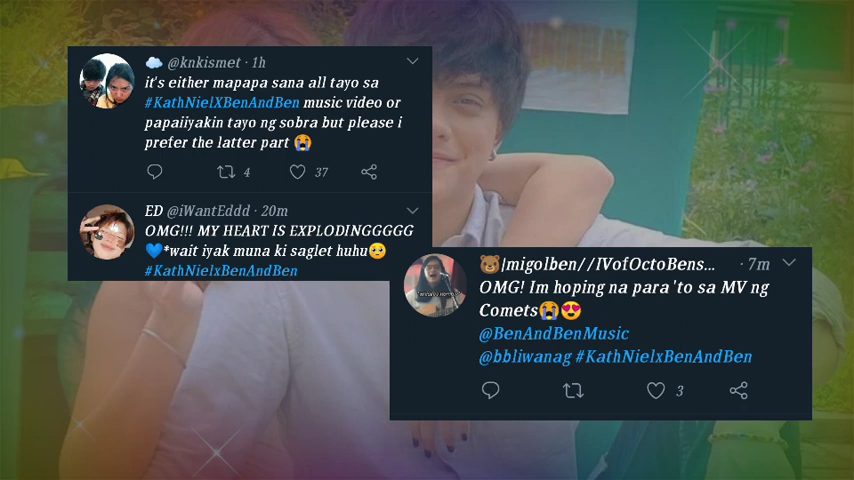 @knkismet · 1h
it's either mapapa sana all tayo sa
#KathNielXBenAndBen music video or
papaiiyakin tayo ng sobra but please i
prefer the latter part 😭
4 37
ED @iWantEddd · 20m
OMG!!! MY HEART IS EXPLODINGGGGG
💙*wait iyak muna ki saglet huhu🥺
#KathNielxBenAndBen
🐻|migolben//IVofOctoBens... · 7m
OMG! Im hoping na para 'to sa MV ng
Comets😭😍
@BenAndBenMusic
@bbliwanag #KathNielxBenAndBen
3